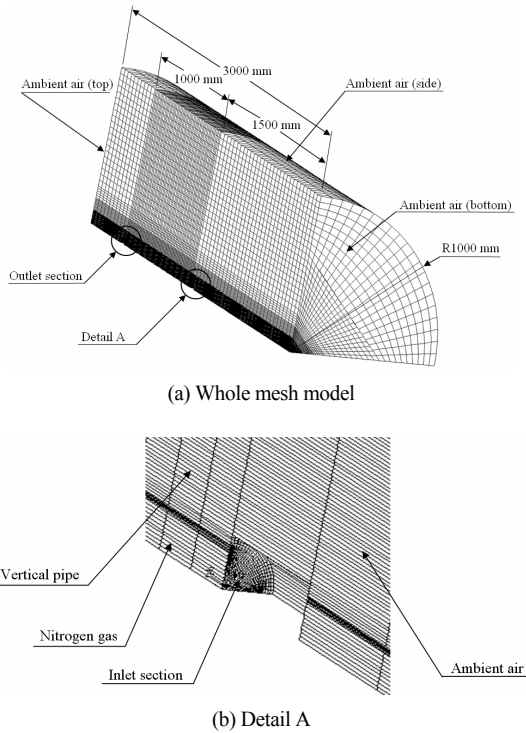 3000 mm
1000 mm
Ambient air (top)
Ambient air (side)
1500 mm
Ambient air (bottom)
R1000 mm
Outlet section
Detail A
(a) Whole mesh model
Vertical pipe
Nitrogen gas
Inlet section
Ambient air
(b) Detail A